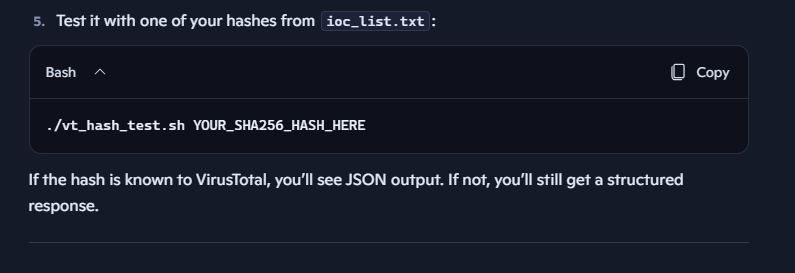 5. Test it with one of your hashes from ioc_list.txt:
Bash
Copy
./vt_hash_test.sh YOUR_SHA256_HASH_HERE
If the hash is known to VirusTotal, you’ll see JSON output. If not, you’ll still get a structured
response.